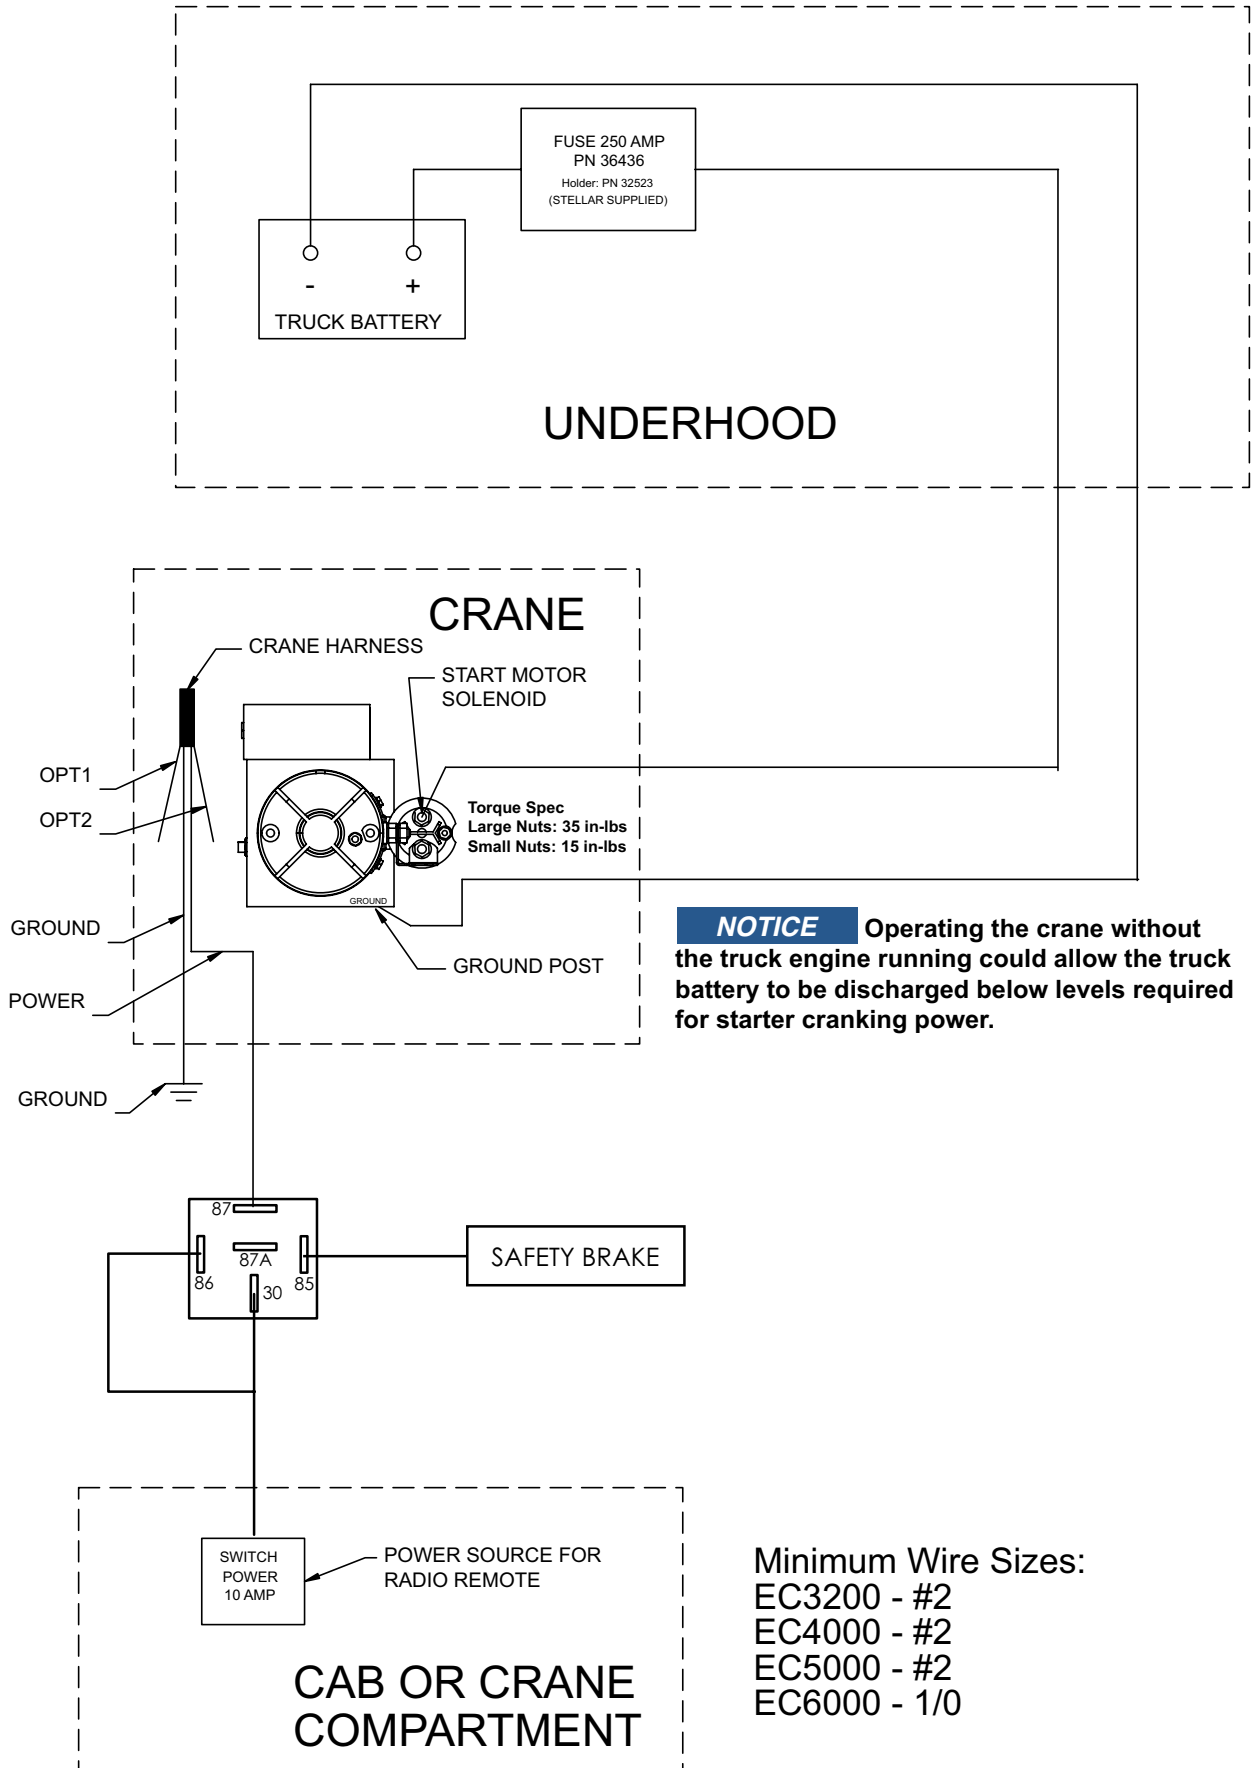 FUSE 250 AMP
PN 36436
Holder: PN 32523
(STELLAR SUPPLIED)
- +
TRUCK BATTERY
UNDERHOOD
CRANE
CRANE HARNESS
START MOTOR
SOLENOID
OPT1
OPT2
Torque Spec
Large Nuts: 35 in-lbs
Small Nuts: 15 in-lbs
GROUND
GROUND
GROUND POST
POWER
NOTICE Operating the crane without
the truck engine running could allow the truck
battery to be discharged below levels required
for starter cranking power.
GROUND
87
87A
86
85
30
SAFETY BRAKE
SWITCH
POWER
10 AMP
POWER SOURCE FOR
RADIO REMOTE
CAB OR CRANE
COMPARTMENT
Minimum Wire Sizes:
EC3200 - #2
EC4000 - #2
EC5000 - #2
EC6000 - 1/0